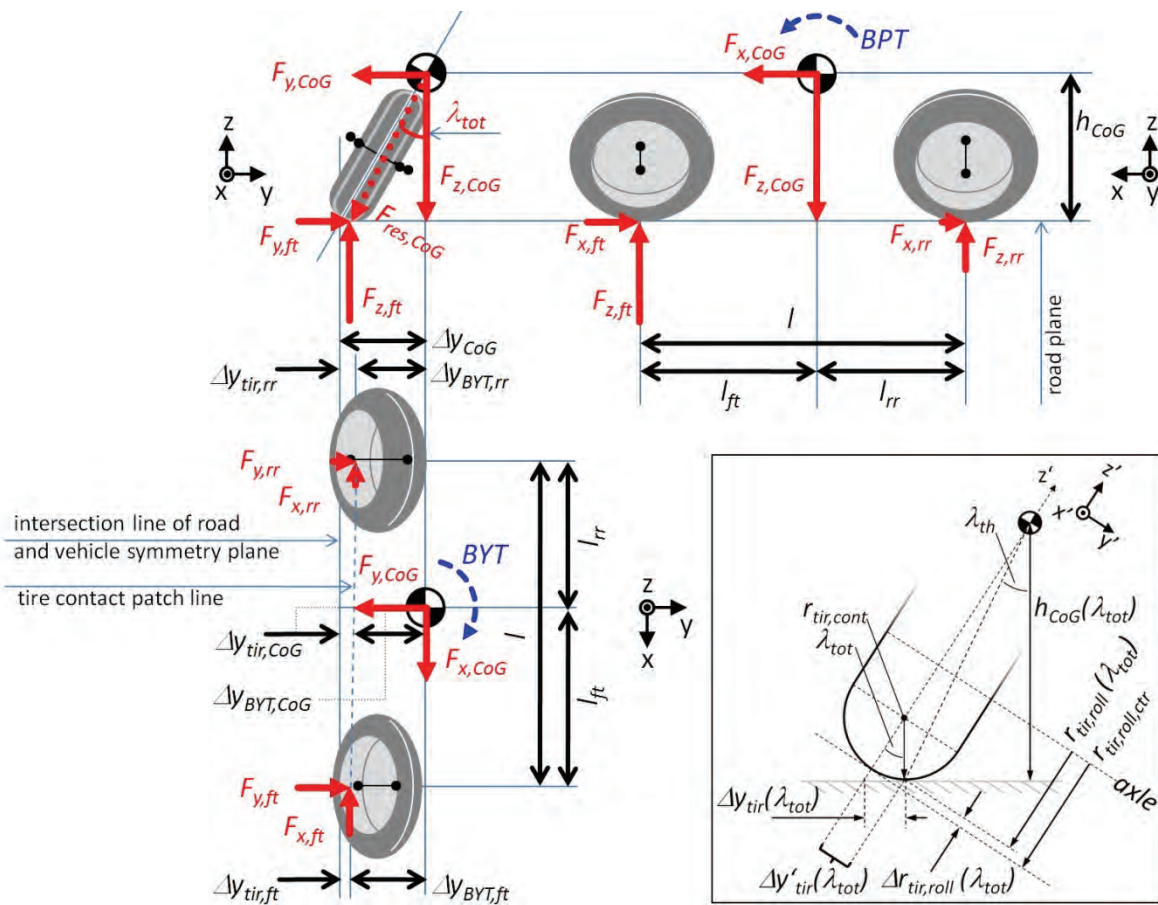 BPT
F_x,CoG
F_y,CoG
λ_tot
h_CoG
z
x
y
z
x
y
F_z,CoG
F_z,CoG
F_res,CoG
F_y,ft
F_x,ft
F_x,rr
F_z,rr
F_z,ft
F_z,ft
l
road plane
Δy_CoG
Δy_tir,rr
Δy_BYT,rr
l_ft
l_rr
F_y,rr
F_x,rr
intersection line of road
and vehicle symmetry plane
tire contact patch line
l_rr
BYT
F_y,CoG
z
y
x
l
Δy_tir,CoG
F_x,CoG
Δy_BYT,CoG
l_ft
F_y,ft
F_x,ft
Δy_tir,ft
Δy_BYT,ft
z'
z'
x'
y'
λ_th
h_CoG(λ_tot)
r_tir,cont
λ_tot
r_tir,roll(λ_tot)
r_tir,roll,ctr
axle
Δy_tir(λ_tot)
Δy'_tir(λ_tot)
Δr_tir,roll(λ_tot)